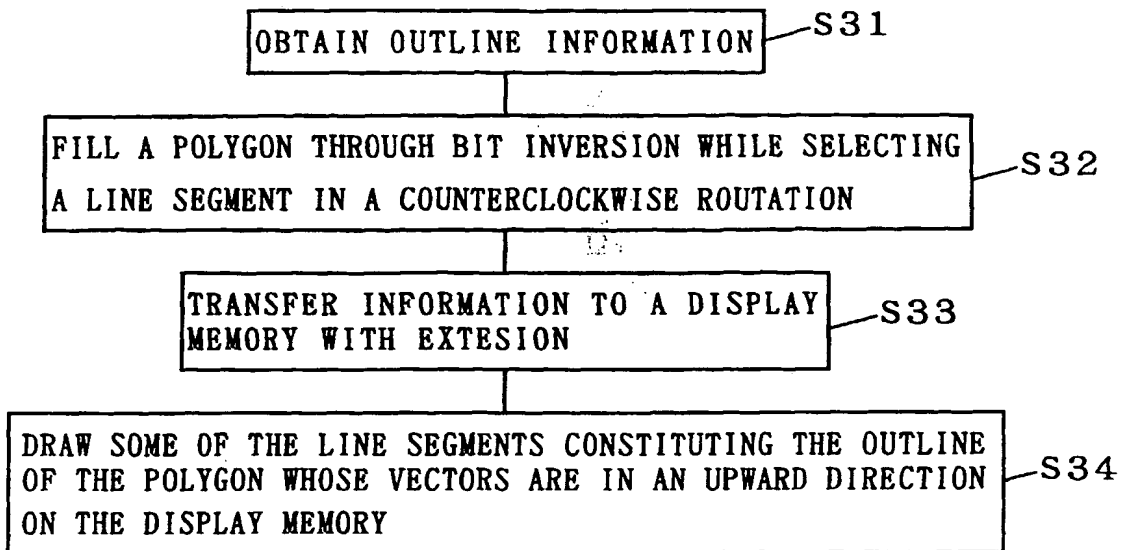 OBTAIN OUTLINE INFORMATION
S31
FILL A POLYGON THROUGH BIT INVERSION WHILE SELECTING
A LINE SEGMENT IN A COUNTERCLOCKWISE ROUTATION
S32
TRANSFER INFORMATION TO A DISPLAY
MEMORY WITH EXTESION
S33
DRAW SOME OF THE LINE SEGMENTS CONSTITUTING THE OUTLINE
OF THE POLYGON WHOSE VECTORS ARE IN AN UPWARD DIRECTION
ON THE DISPLAY MEMORY
S34